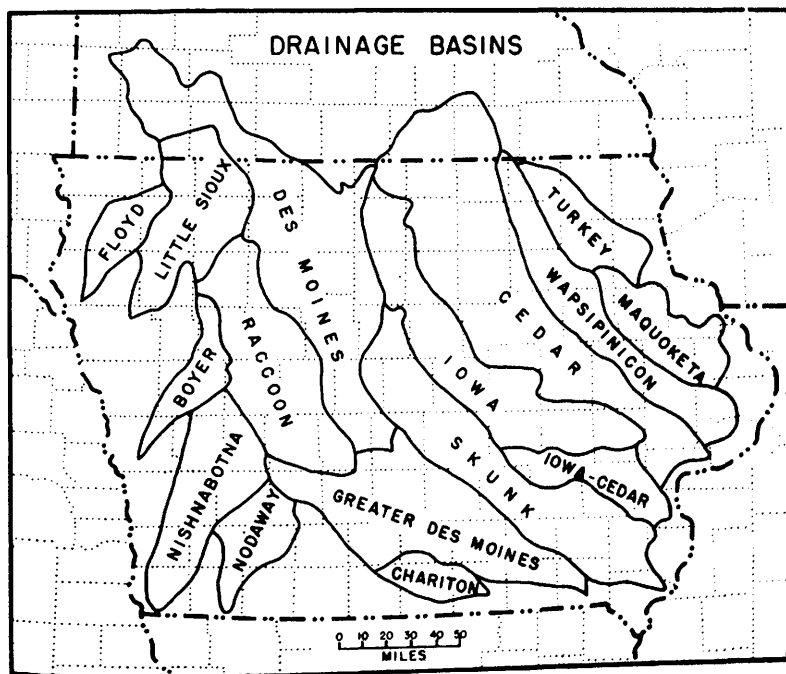 DRAINAGE BASINS
FLOYD
LITTLE SIOUX
DES MOINES
TURKEY
CEDAR
WAPSIPINICON
MAQUOKETA
RACCOON
BOYER
IOWA
SKUNK
IOWA-CEDAR
NISHNABOTNA
NODAWAY
GREATER DES MOINES
CHARITON
0 10 20 30 40 50
MILES